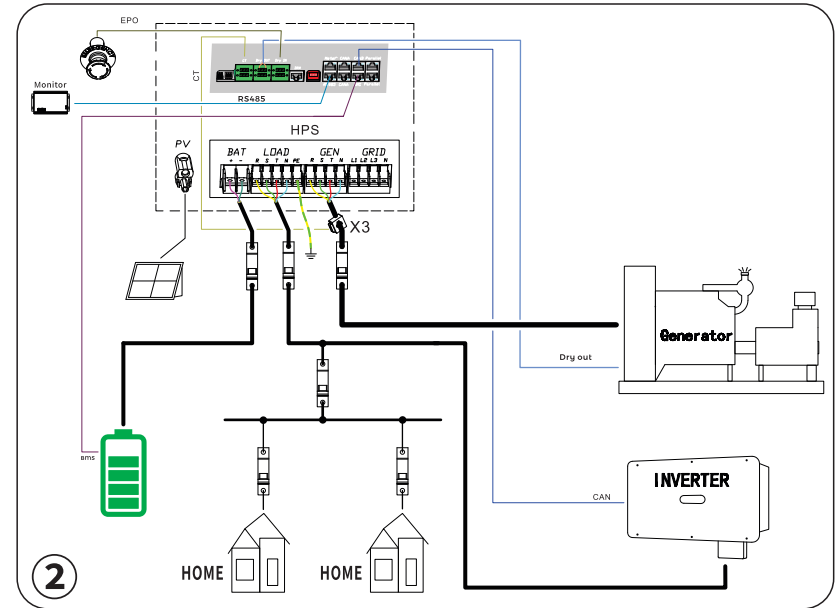 EPO
CT
Monitor
RS485
HPS
PV
BAT LOAD GEN GRID
+ - R S T N PE R S T N L1 L2 L3 N
X3
Generator
Dry out
BMS
INVERTER
CAN
HOME HOME
2